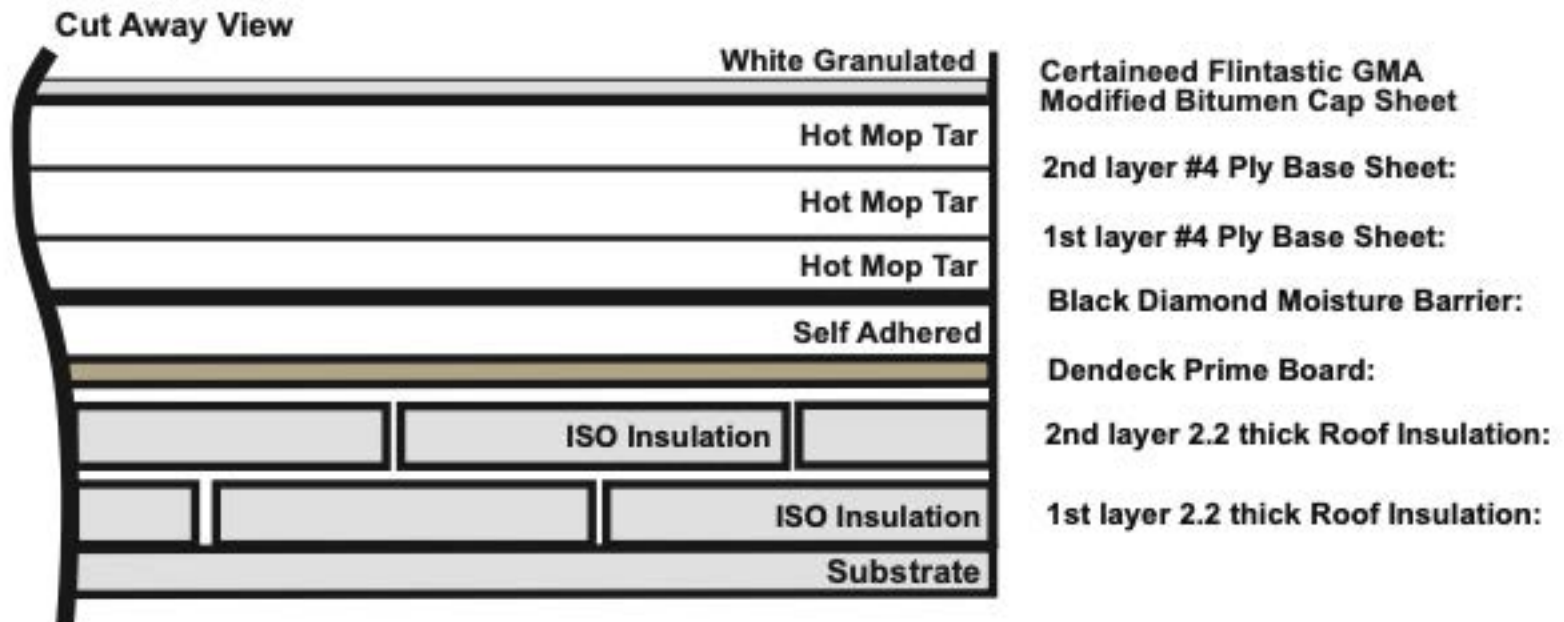 Cut Away View
White Granulated
Certaineed Flintastic GMA
Modified Bitumen Cap Sheet
Hot Mop Tar
2nd layer #4 Ply Base Sheet:
Hot Mop Tar
1st layer #4 Ply Base Sheet:
Hot Mop Tar
Black Diamond Moisture Barrier:
Self Adhered
Dendeck Prime Board:
ISO Insulation
2nd layer 2.2 thick Roof Insulation:
ISO Insulation
1st layer 2.2 thick Roof Insulation:
Substrate